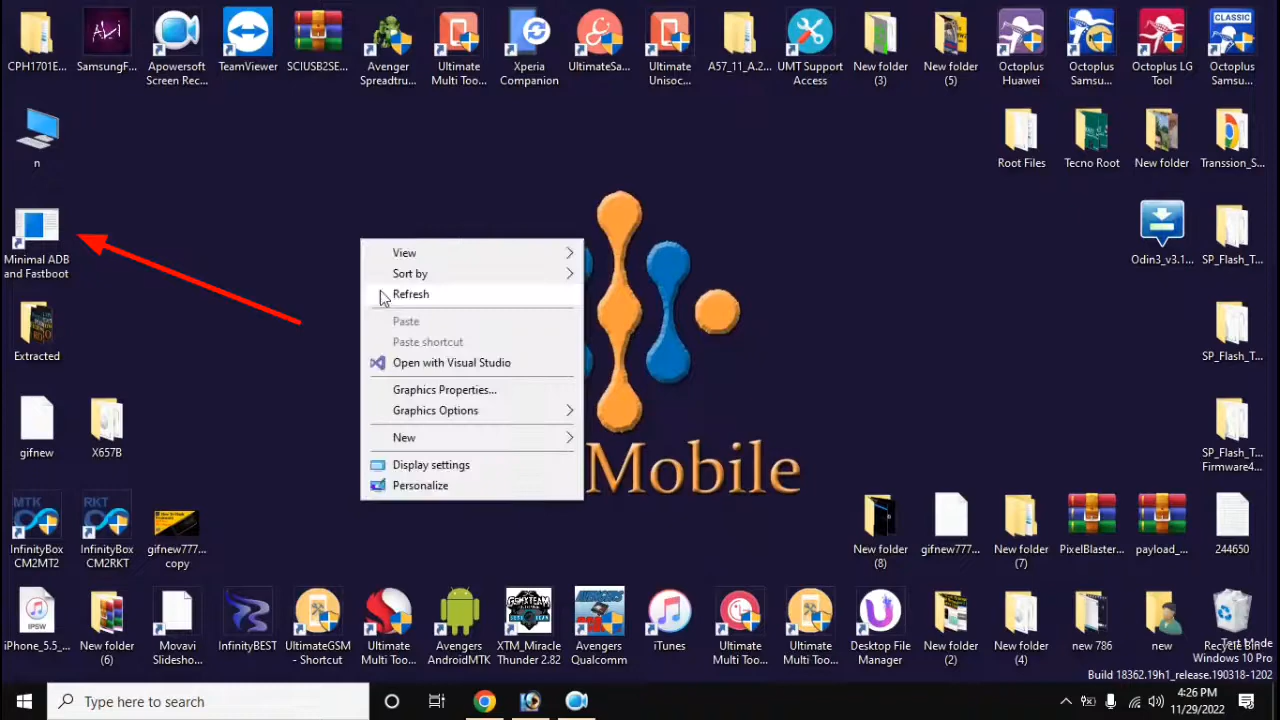 CPH1701E...
SamsungF...
Apowersoft
Screen Rec...
TeamViewer
SCIUSB2SE...
Avenger
Spreadtru...
Ultimate
Multi Too...
Xperia
Companion
UltimateSa...
Ultimate
Unisoc...
A57_11_A.2...
UMT Support
Access
New folder
(3)
New folder
(5)
Octoplus
Huawei
Octoplus
Samsu...
Octoplus LG
Tool
CLASSIC
Octoplus
Samsu...
n
Root Files
Tecno Root
New folder
Transsion_S...
Minimal ADB
and Fastboot
Odin3_v3.1...
SP_Flash_T...
Extracted
SP_Flash_T...
gifnew
X657B
SP_Flash_T...
Firmware4...
View
Sort by
Refresh
Paste
Paste shortcut
Open with Visual Studio
Graphics Properties...
Graphics Options
New
Display settings
Personalize
Mobile
MTK
InfinityBox
CM2MT2
RKT
InfinityBox
CM2RKT
gifnew777...
copy
New folder
(8)
gifnew777...
New folder
(7)
PixelBlaster...
payload_...
244650
IPSW
iPhone_5.5_...
New folder
(6)
Movavi
Slidesho...
InfinityBEST
UltimateGSM
- Shortcut
Ultimate
Multi Too...
Avengers
AndroidMTK
GSMXTEAM
XTM_Miracle
Thunder 2.82
AVENGERS
Avengers
Qualcomm
iTunes
Ultimate
Multi Too...
Ultimate
Multi Too...
Desktop File
Manager
New folder
(2)
New folder
(4)
new 786
new
Recycle Bin
Test Mode
Windows 10 Pro
Build 18362.19h1_release.190318-1202
Type here to search
4:26 PM
11/29/2022